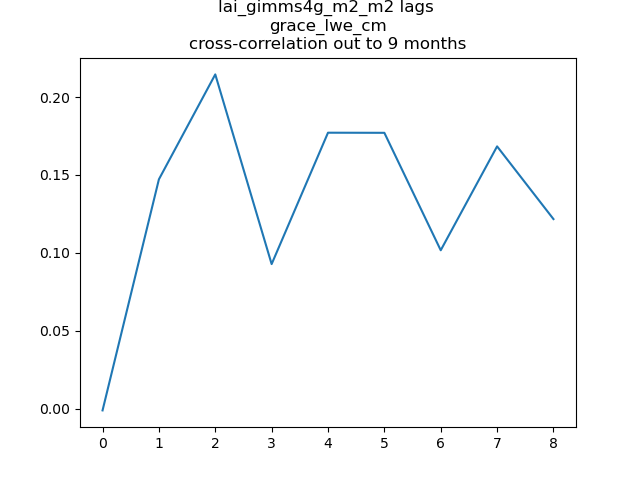 lai_gimms4g_m2_m2 lags
grace_lwe_cm
cross-correlation out to 9 months
0.20
0.15
0.10
0.05
0.00
0 1 2 3 4 5 6 7 8